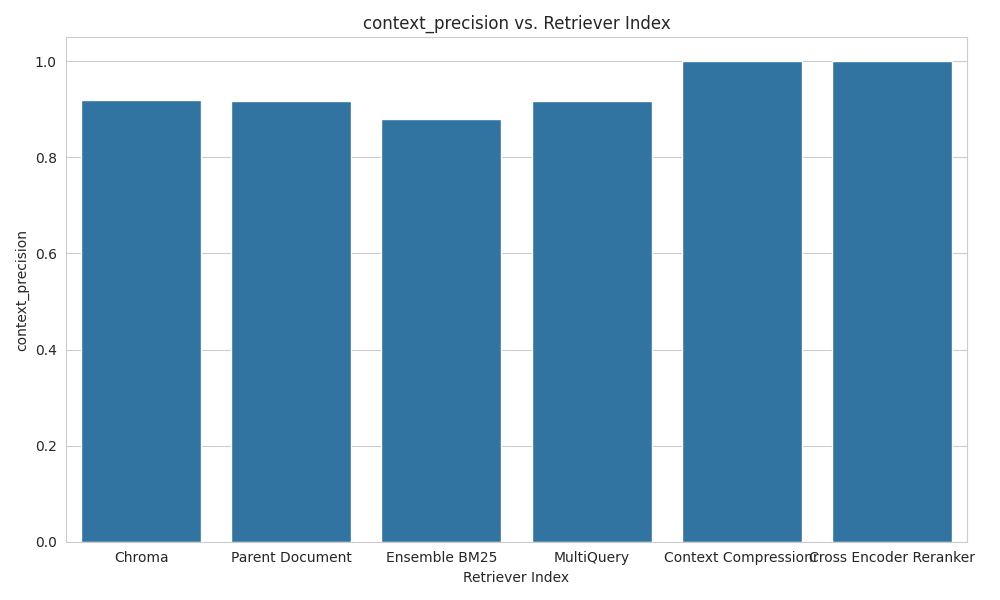 context_precision vs. Retriever Index
context_precision
1.0
0.8
0.6
0.4
0.2
0.0
Chroma Parent Document Ensemble BM25 MultiQuery Context Compression Cross Encoder Reranker
Retriever Index